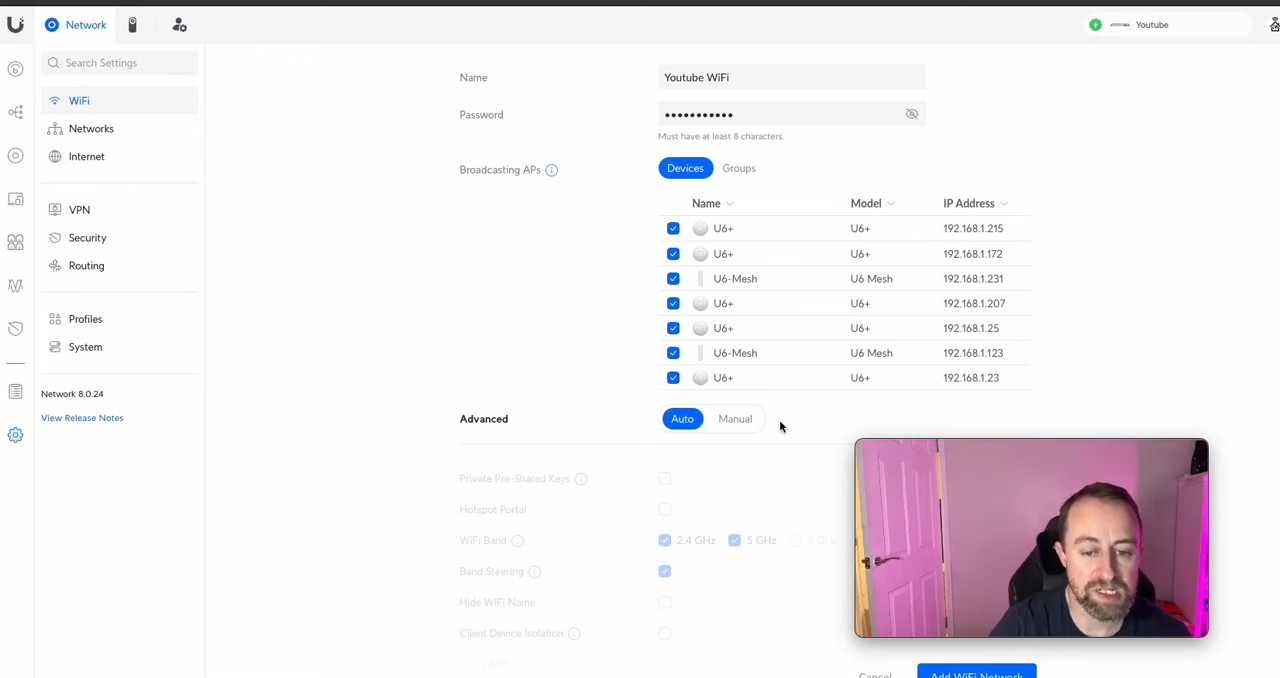 Network
Youtube
Search Settings
WiFi
Networks
Internet
VPN
Security
Routing
Profiles
System
Network 8.0.24
View Release Notes
Name
Youtube WiFi
Password
•••••••••••
Must have at least 8 characters.
Broadcasting APs
Devices Groups
Name Model IP Address
U6+ U6+ 192.168.1.215
U6+ U6+ 192.168.1.172
U6-Mesh U6 Mesh 192.168.1.231
U6+ U6+ 192.168.1.207
U6+ U6+ 192.168.1.25
U6-Mesh U6 Mesh 192.168.1.123
U6+ U6+ 192.168.1.23
Advanced Auto Manual
Private Pre-Shared Keys
Hotspot Portal
WiFi Band 2.4 GHz 5 GHz 6 GHz
Band Steering
Hide WiFi Name
Client Device Isolation
Cancel Add WiFi Network